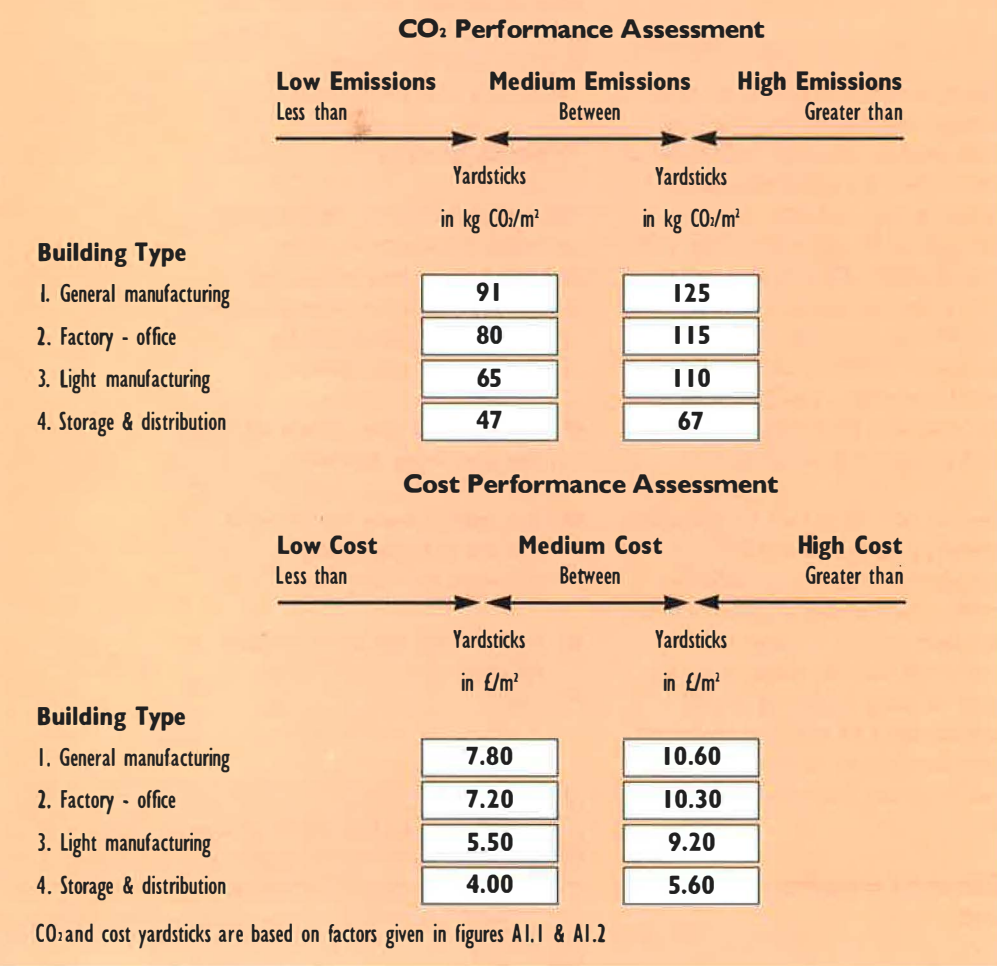 CO₂ Performance Assessment
Low Emissions Medium Emissions High Emissions
Less than Between Greater than
Yardsticks Yardsticks
in kg CO₂/m² in kg CO₂/m²
Building Type
1. General manufacturing 91 125
2. Factory - office 80 115
3. Light manufacturing 65 110
4. Storage & distribution 47 67
Cost Performance Assessment
Low Cost Medium Cost High Cost
Less than Between Greater than
Yardsticks Yardsticks
in £/m² in £/m²
Building Type
1. General manufacturing 7.80 10.60
2. Factory - office 7.20 10.30
3. Light manufacturing 5.50 9.20
4. Storage & distribution 4.00 5.60
CO₂ and cost yardsticks are based on factors given in figures A1.1 & A1.2